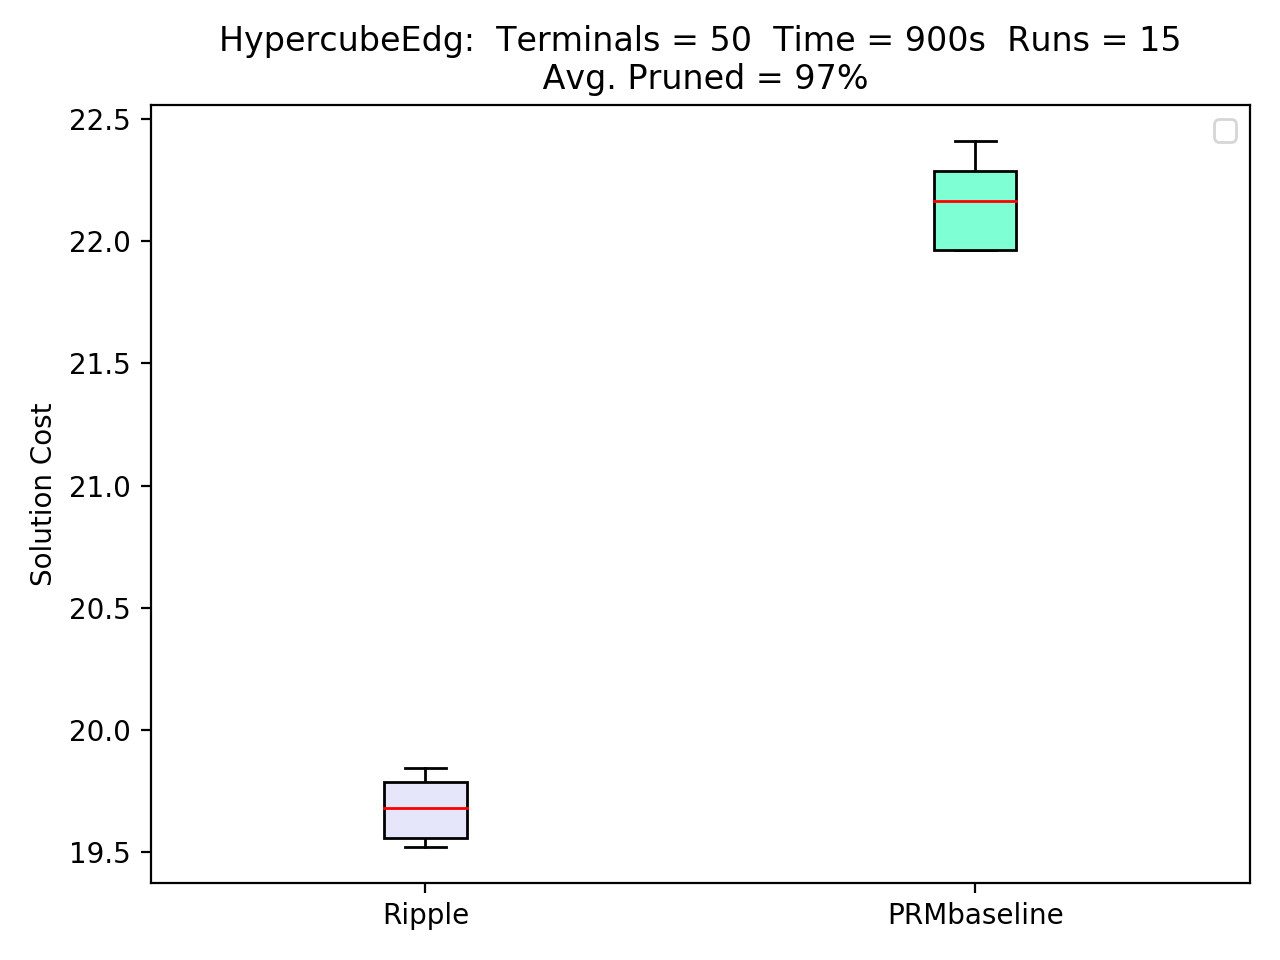 HypercubeEdg:  Terminals = 50  Time = 900s  Runs = 15
Avg. Pruned = 97%
22.5
22.0
21.5
21.0
20.5
20.0
19.5
Solution Cost
Ripple
PRMbaseline